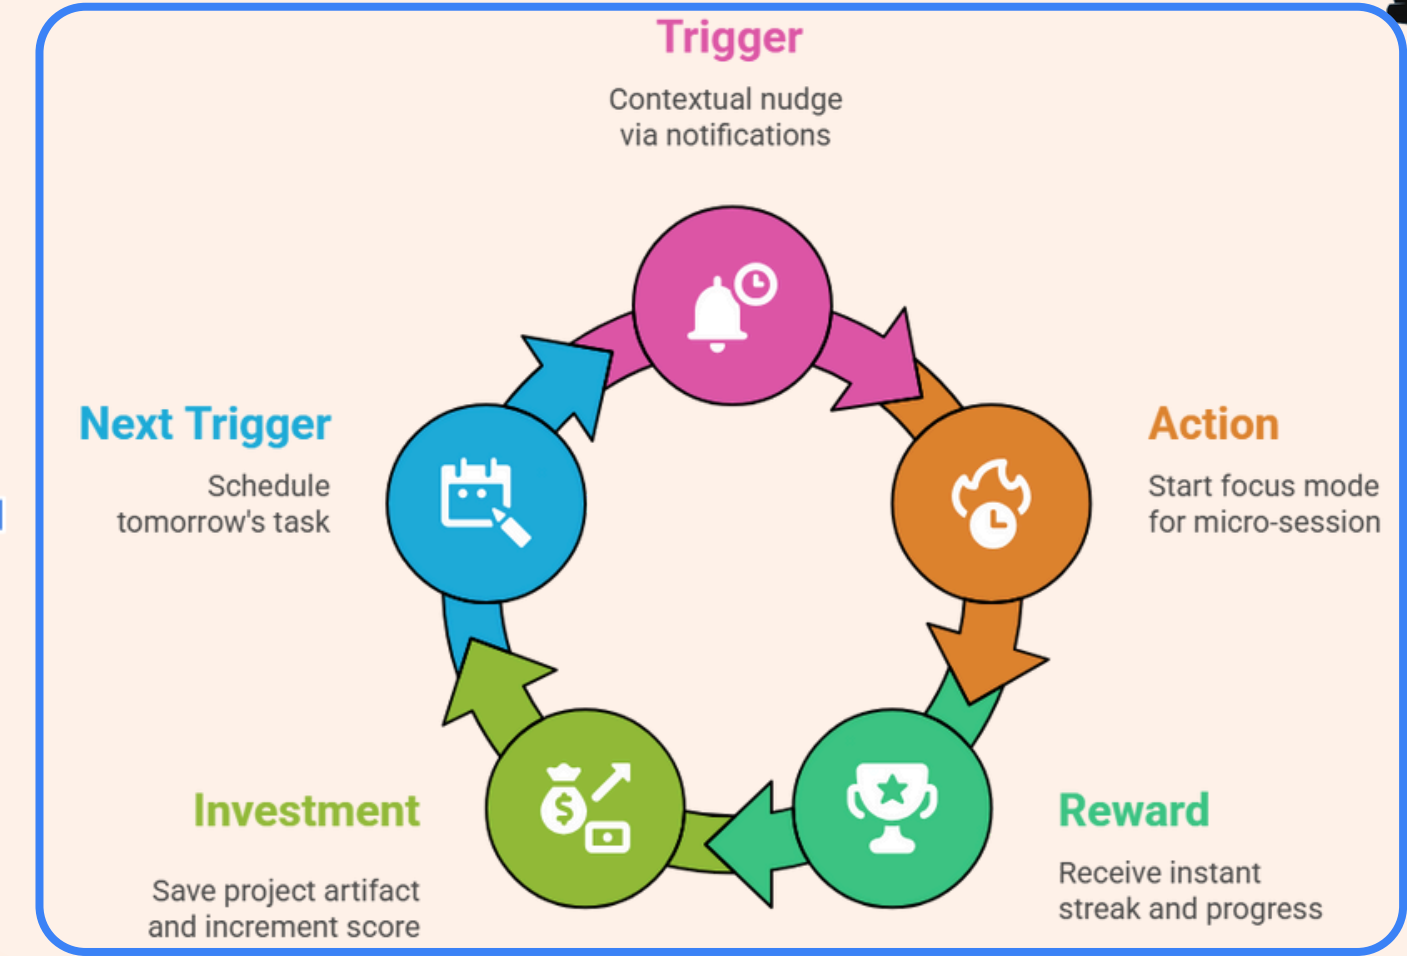 Trigger
Contextual nudge
via notifications
Action
Start focus mode
for micro-session
Reward
Receive instant
streak and progress
Investment
Save project artifact
and increment score
Next Trigger
Schedule
tomorrow's task
$